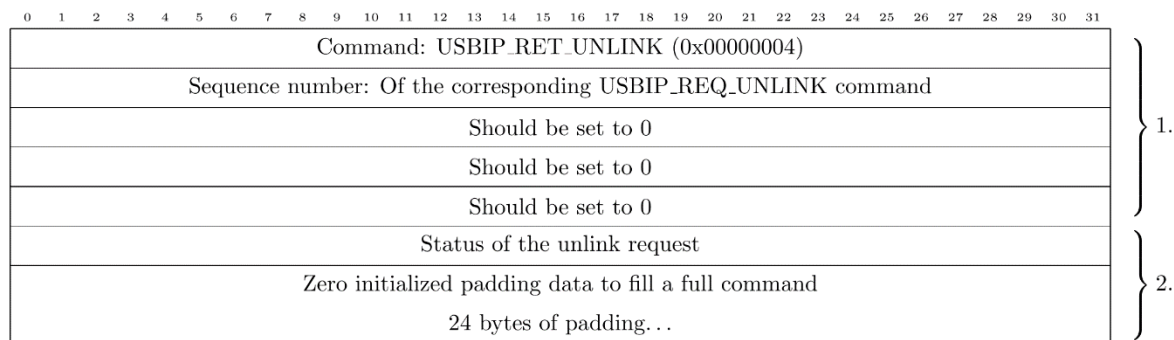 0 1 2 3 4 5 6 7 8 9 10 11 12 13 14 15 16 17 18 19 20 21 22 23 24 25 26 27 28 29 30 31
Command: USBIP_RET_UNLINK (0x00000004)
Sequence number: Of the corresponding USBIP_REQ_UNLINK command
Should be set to 0
1.
Should be set to 0
Should be set to 0
Status of the unlink request
Zero initialized padding data to fill a full command
2.
24 bytes of padding...